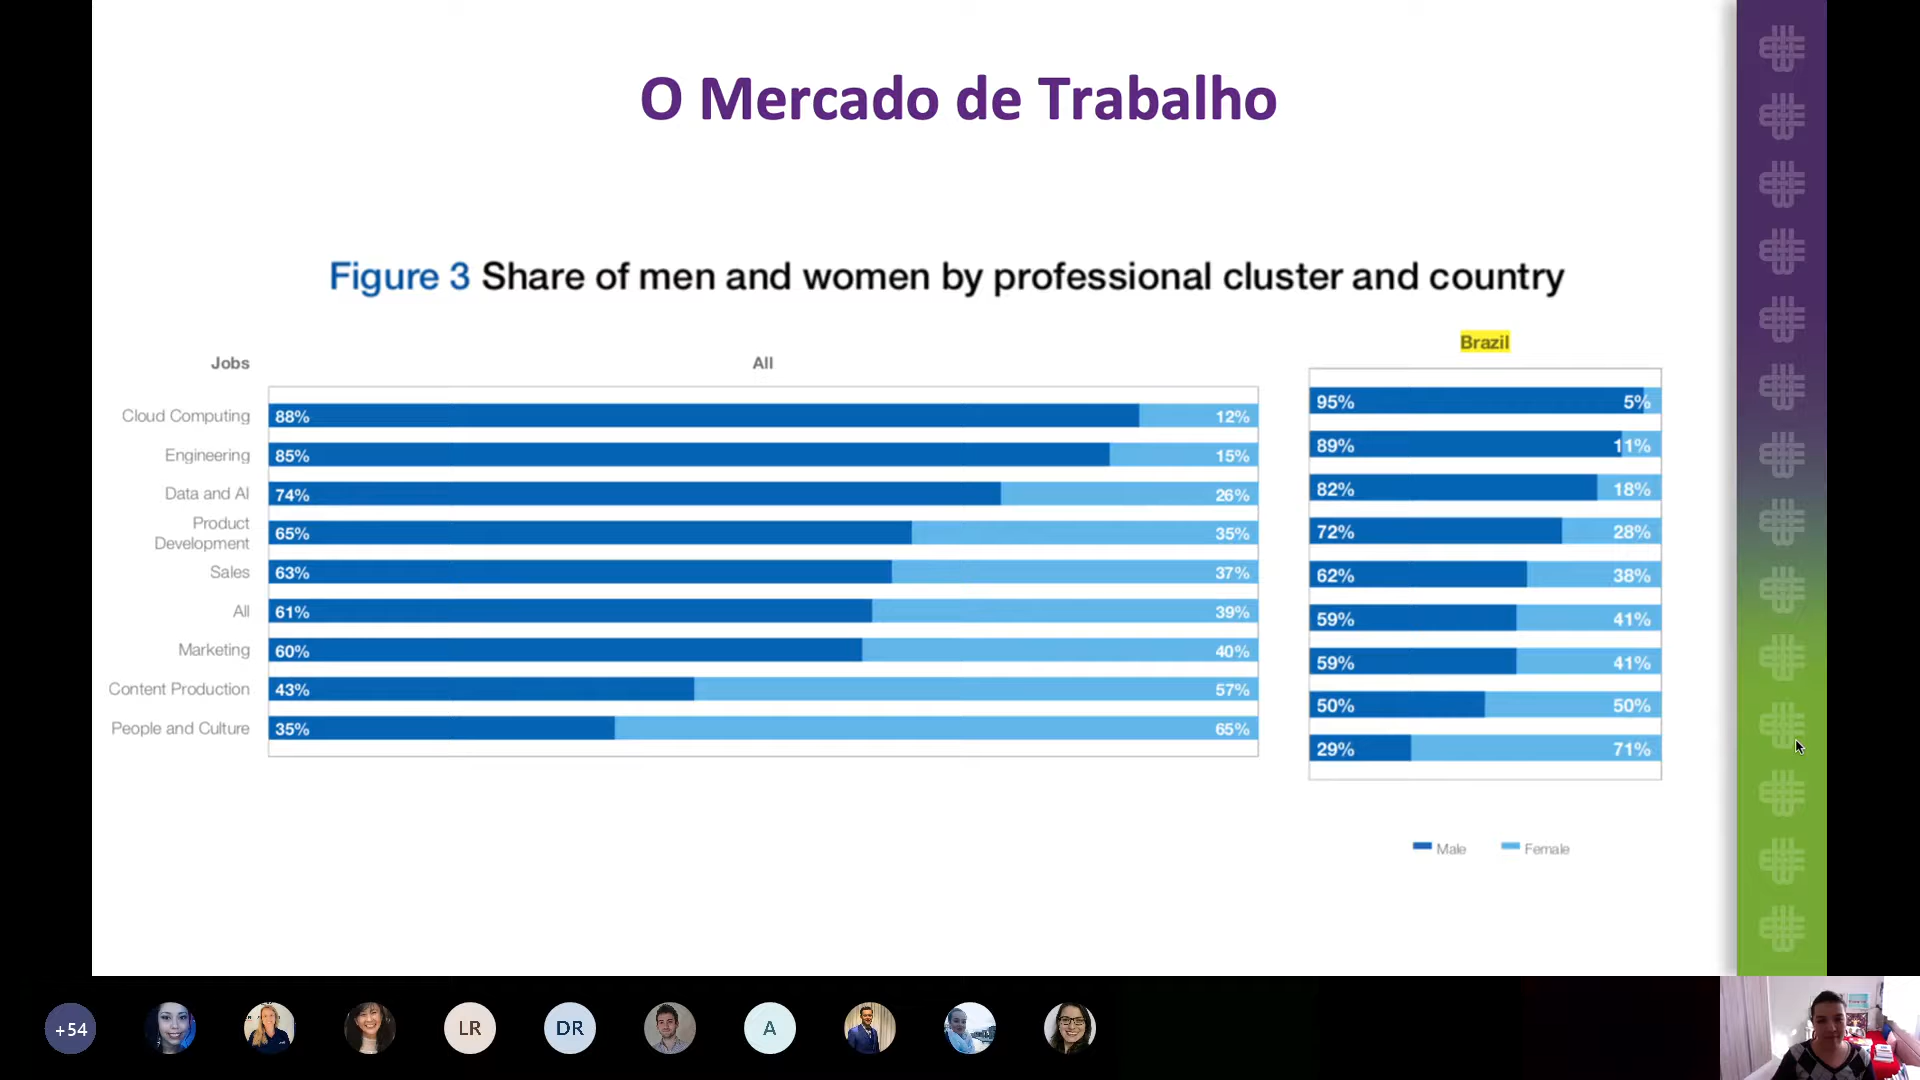 O Mercado de Trabalho
Figure 3 Share of men and women by professional cluster and country
Jobs
All
Brazil
Cloud Computing 88% 12% 95% 5%
Engineering 85% 15% 89% 11%
Data and AI 74% 26% 82% 18%
Product
Development 65% 35% 72% 28%
Sales 63% 37% 62% 38%
All 61% 39% 59% 41%
Marketing 60% 40% 59% 41%
Content Production 43% 57% 50% 50%
People and Culture 35% 65% 29% 71%
Male Female
+54 LR DR A